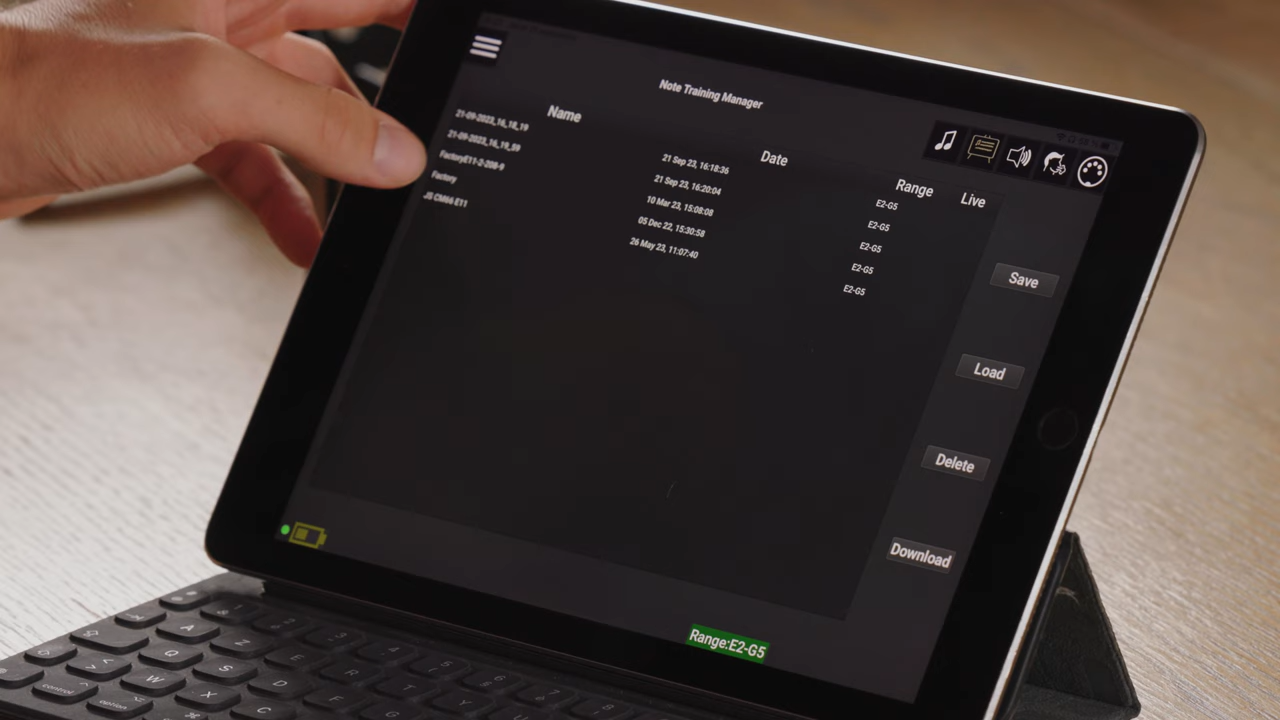 Note Training Manager
Name Date Range Live
21-09-2023_16_18_19 21 Sep 23, 16:18:36 E2-G5
21-09-2023_16_19_59 21 Sep 23, 16:20:04 E2-G5
FactoryE11-2-208-9 10 Mar 23, 15:08:08 E2-G5
Factory 05 Dec 22, 15:30:58 E2-G5
JS CM66 E11 26 May 23, 11:07:40 E2-G5
Save
Load
Delete
Download
Range:E2-G5
A
Q
Z
W
S
X
E
D
C
R
F
control
option